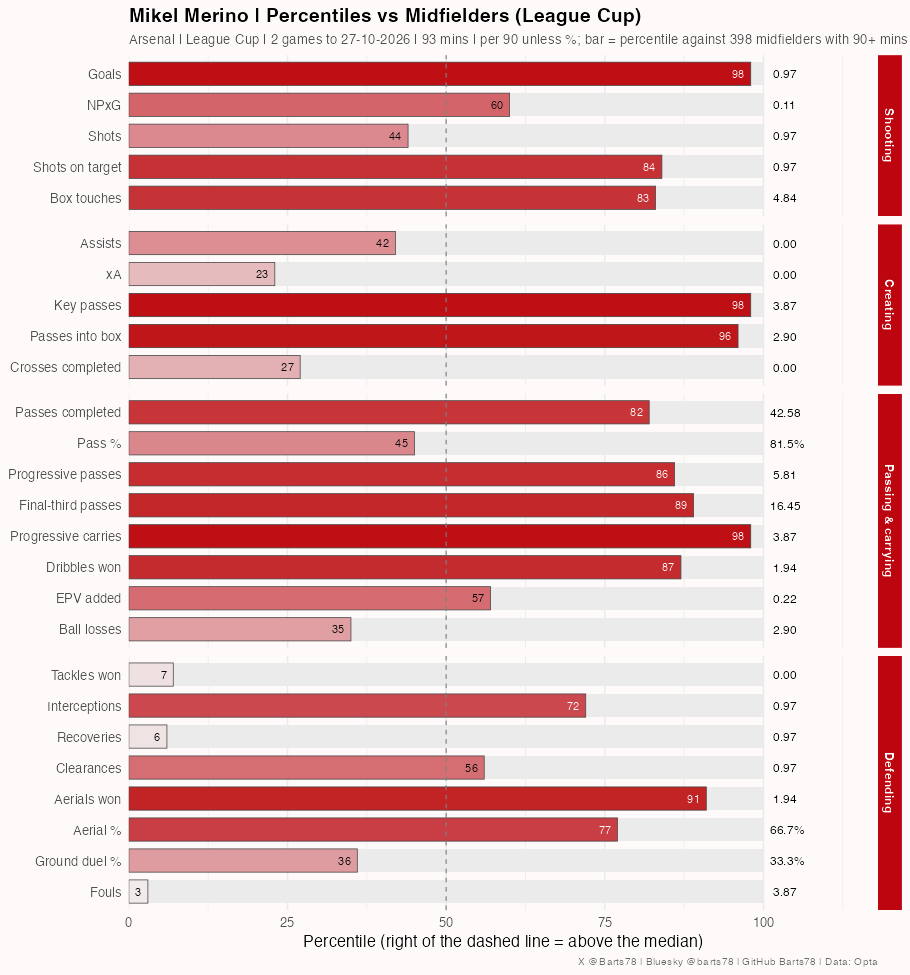 Mikel Merino | Percentiles vs Midfielders (League Cup)
Arsenal | League Cup | 2 games to 27-10-2026 | 93 mins | per 90 unless %; bar = percentile against 398 midfielders with 90+ mins
Goals 98 0.97
NPxG 60 0.11
Shots 44 0.97
Shots on target 84 0.97
Box touches 83 4.84
Shooting
Assists 42 0.00
xA 23 0.00
Key passes 98 3.87
Passes into box 96 2.90
Crosses completed 27 0.00
Creating
Passes completed 82 42.58
Pass % 45 81.5%
Progressive passes 86 5.81
Final-third passes 89 16.45
Progressive carries 98 3.87
Dribbles won 87 1.94
EPV added 57 0.22
Ball losses 35 2.90
Passing & carrying
Tackles won 7 0.00
Interceptions 72 0.97
Recoveries 6 0.97
Clearances 56 0.97
Aerials won 91 1.94
Aerial % 77 66.7%
Ground duel % 36 33.3%
Fouls 3 3.87
Defending
0 25 50 75 100
Percentile (right of the dashed line = above the median)
X @Barts78 | Bluesky @barts78 | GitHub Barts78 | Data: Opta